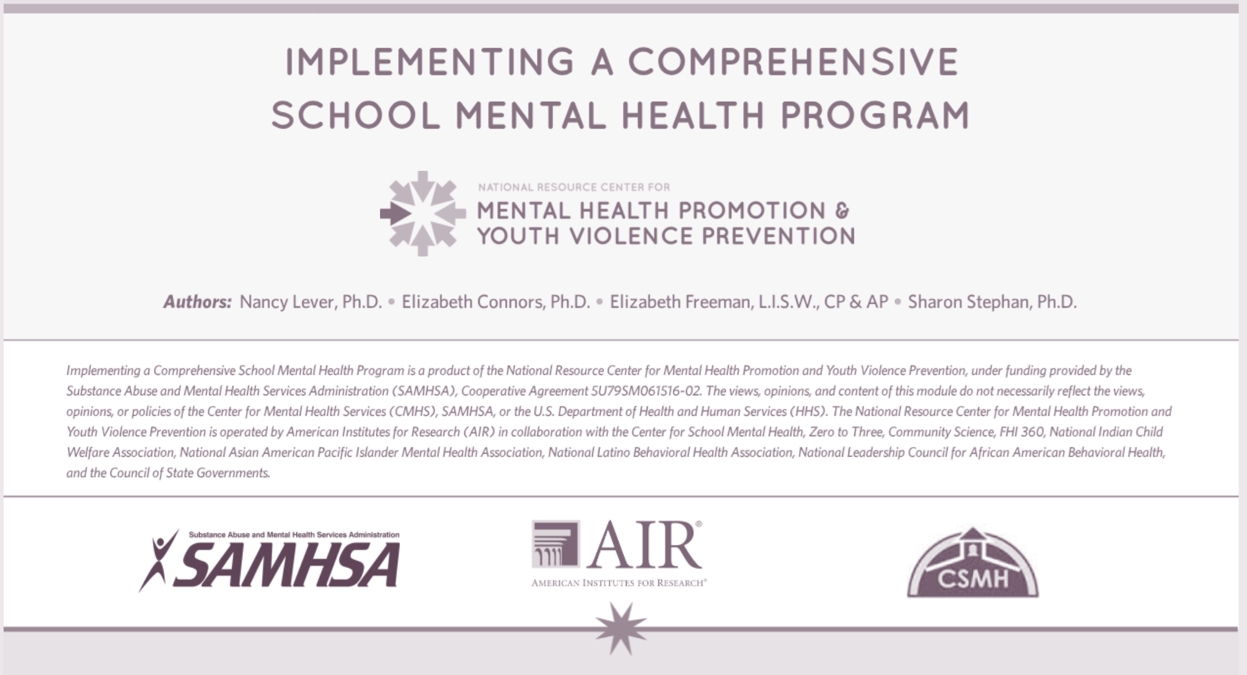 IMPLEMENTING A COMPREHENSIVE
SCHOOL MENTAL HEALTH PROGRAM
NATIONAL RESOURCE CENTER FOR
MENTAL HEALTH PROMOTION &
YOUTH VIOLENCE PREVENTION
Authors: Nancy Lever, Ph.D. • Elizabeth Connors, Ph.D. • Elizabeth Freeman, L.I.S.W., CP & AP • Sharon Stephan, Ph.D.
Implementing a Comprehensive School Mental Health Program is a product of the National Resource Center for Mental Health Promotion and Youth Violence Prevention, under funding provided by the
Substance Abuse and Mental Health Services Administration (SAMHSA), Cooperative Agreement 5U79SM061516-02. The views, opinions, and content of this module do not necessarily reflect the views,
opinions, or policies of the Center for Mental Health Services (CMHS), SAMHSA, or the U.S. Department of Health and Human Services (HHS). The National Resource Center for Mental Health Promotion and
Youth Violence Prevention is operated by American Institutes for Research (AIR) in collaboration with the Center for School Mental Health, Zero to Three, Community Science, FHI 360, National Indian Child
Welfare Association, National Asian American Pacific Islander Mental Health Association, National Latino Behavioral Health Association, National Leadership Council for African American Behavioral Health,
and the Council of State Governments.
Substance Abuse and Mental Health Services Administration
SAMHSA
AIR®
AMERICAN INSTITUTES FOR RESEARCH®
CSMH